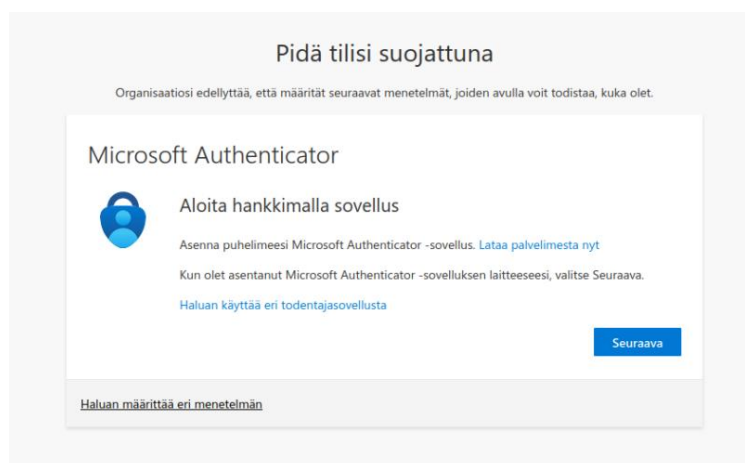 Pidä tilisi suojattuna
Organisaatiosi edellyttää, että määrität seuraavat menetelmät, joiden avulla voit todistaa, kuka olet.
Microsoft Authenticator
Aloita hankkimalla sovellus
Asenna puhelimeesi Microsoft Authenticator -sovellus. Lataa palvelimesta nyt
Kun olet asentanut Microsoft Authenticator -sovelluksen laitteeseesi, valitse Seuraava.
Haluan käyttää eri todentajasovellusta
Seuraava
Haluan määrittää eri menetelmän